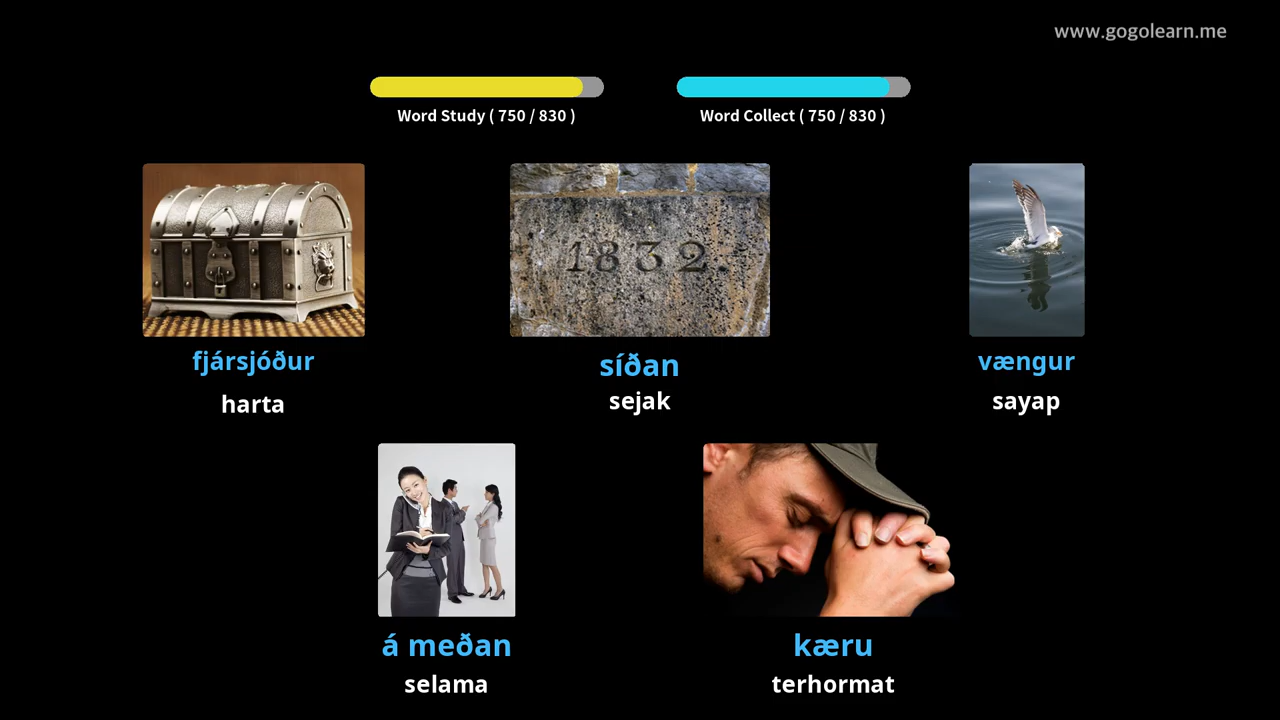 www.gogolearn.me
Word Study ( 750 / 830 )
Word Collect ( 750 / 830 )
1832.
fjársjóður
harta
síðan
sejak
vængur
sayap
á meðan
selama
kæru
terhormat